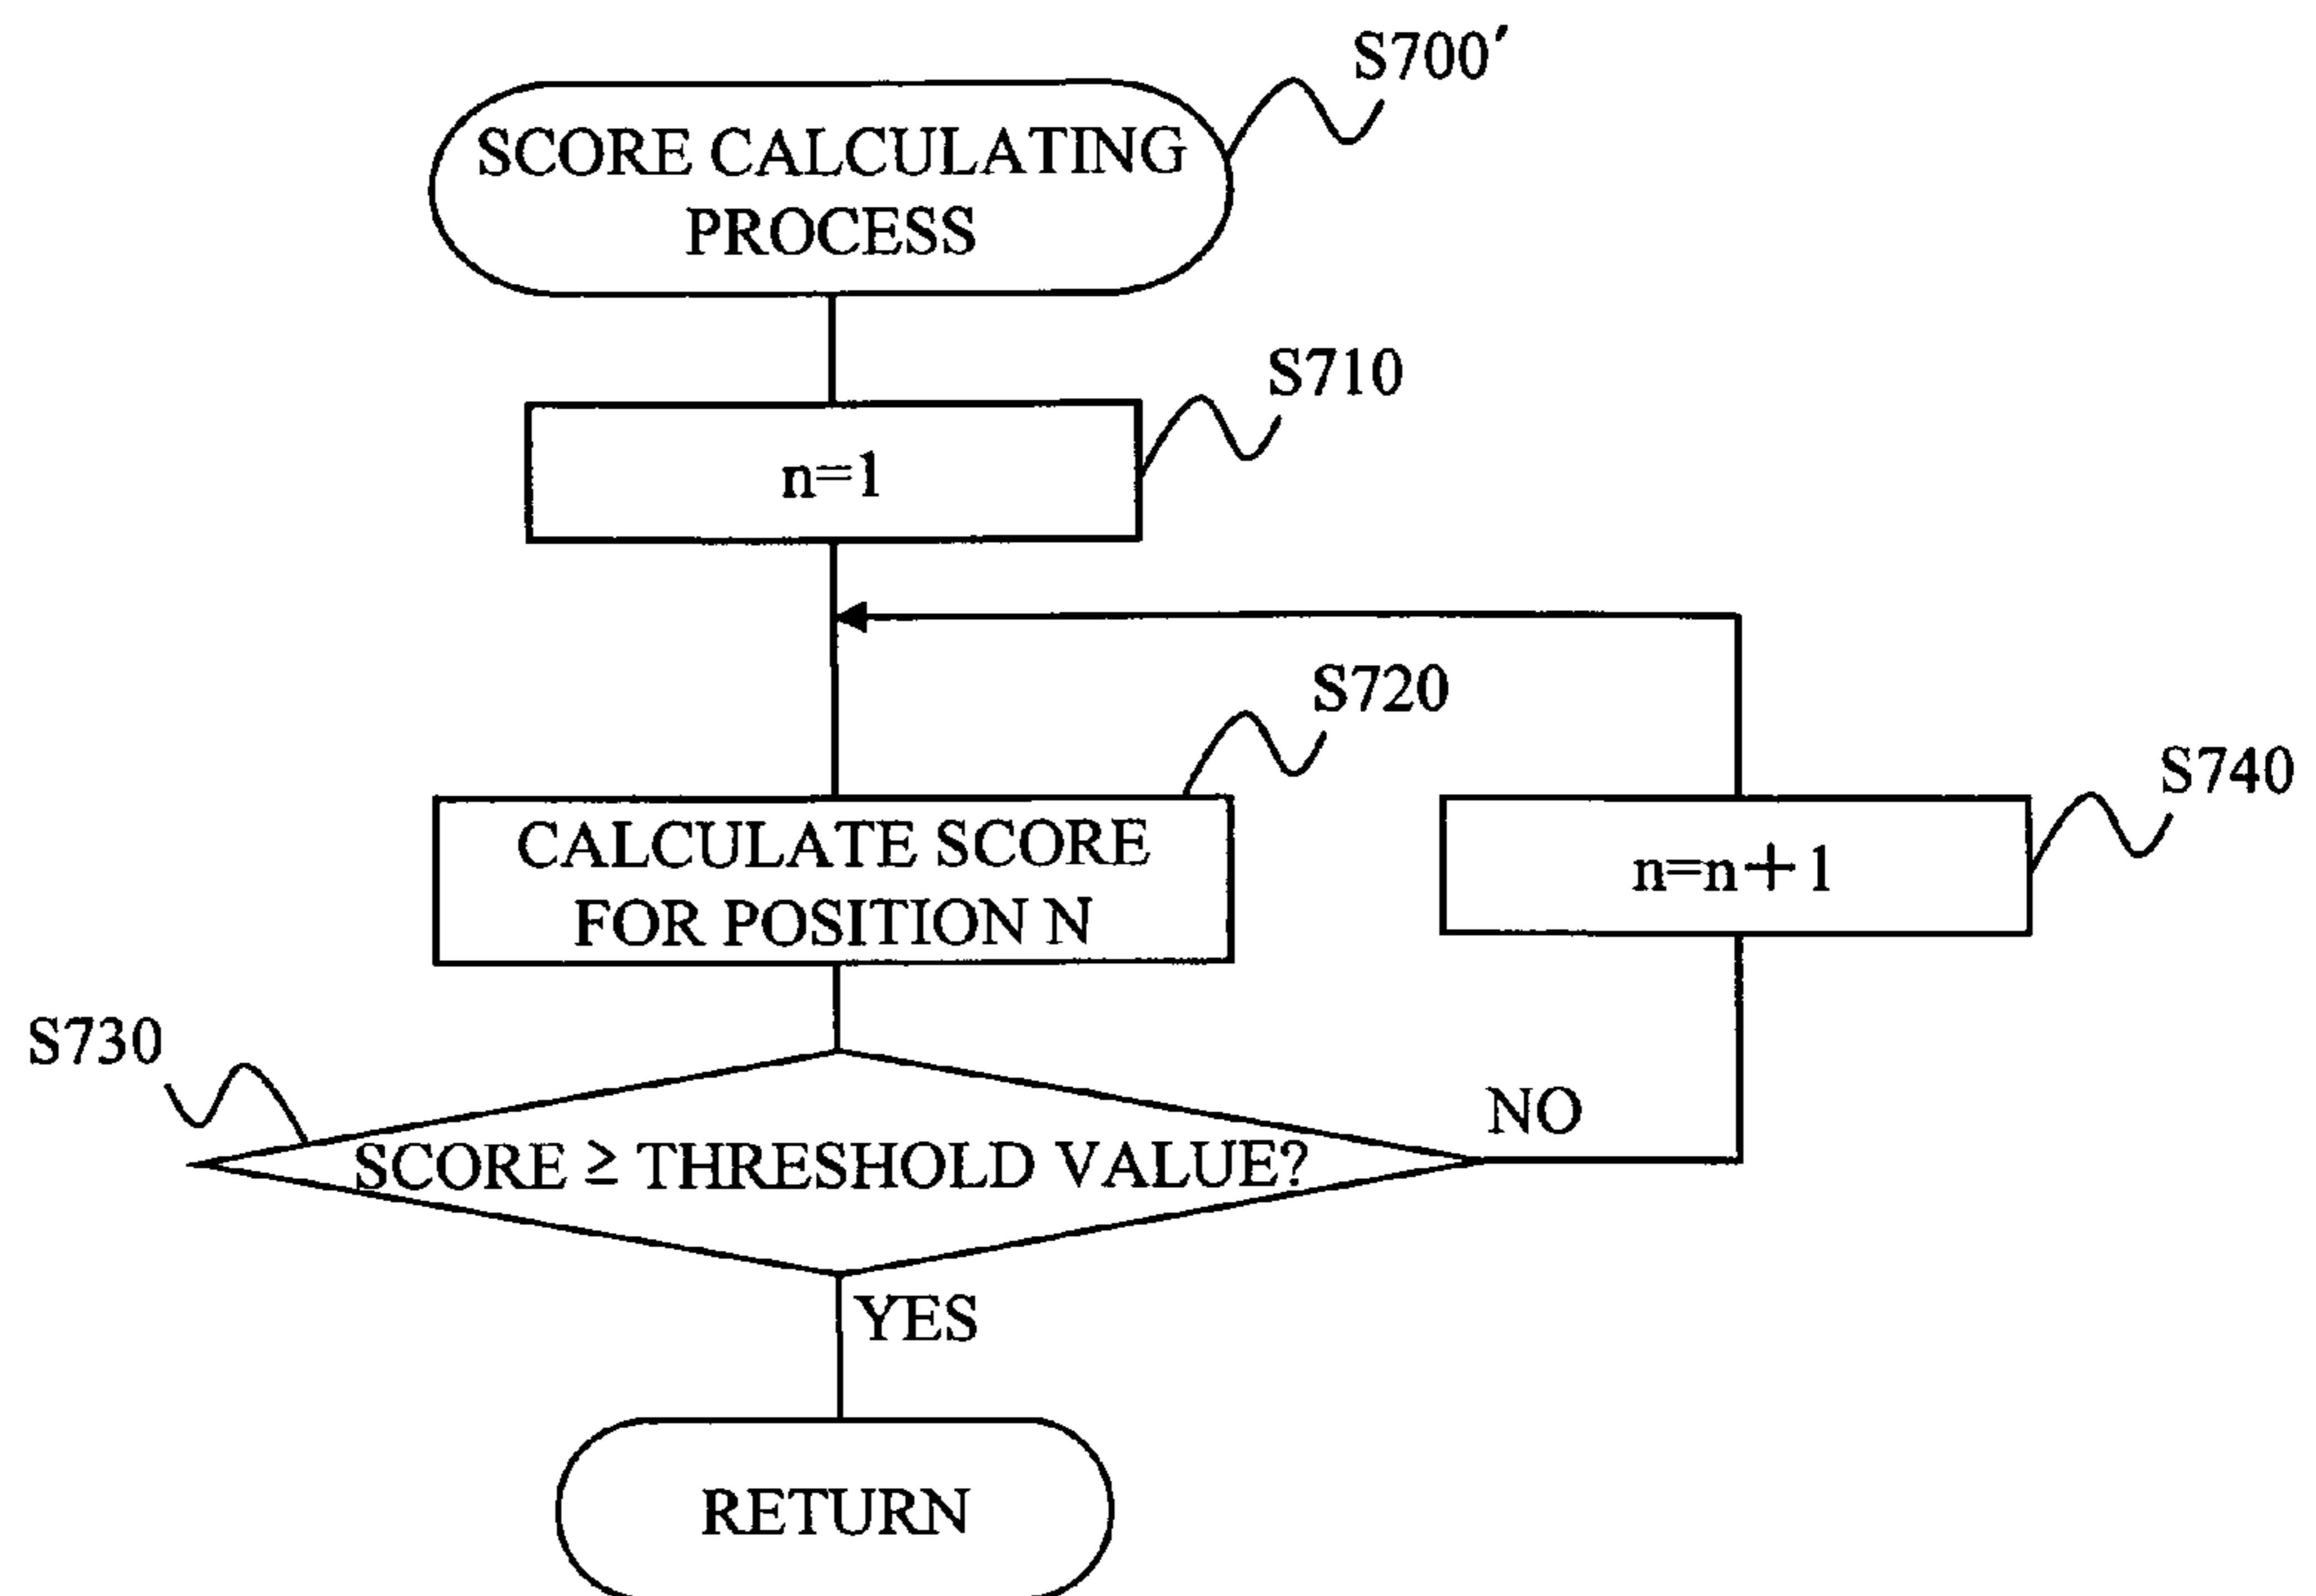 S700'
SCORE CALCULATING
PROCESS
S710
n=1
S720
S740
CALCULATE SCORE
FOR POSITION N
n=n+1
S730
NO
SCORE ≥ THRESHOLD VALUE?
YES
RETURN